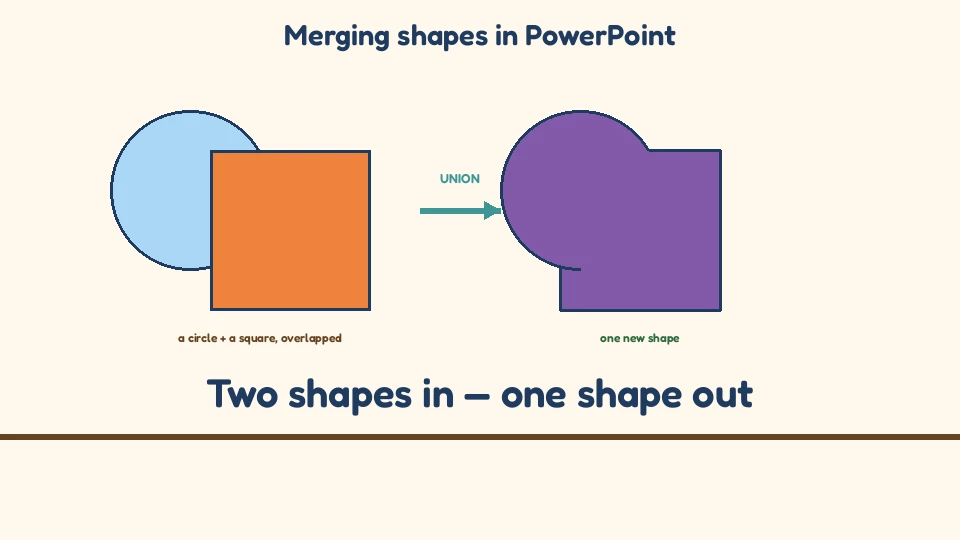 Merging shapes in PowerPoint
UNION
a circle + a square, overlapped
one new shape
Two shapes in — one shape out